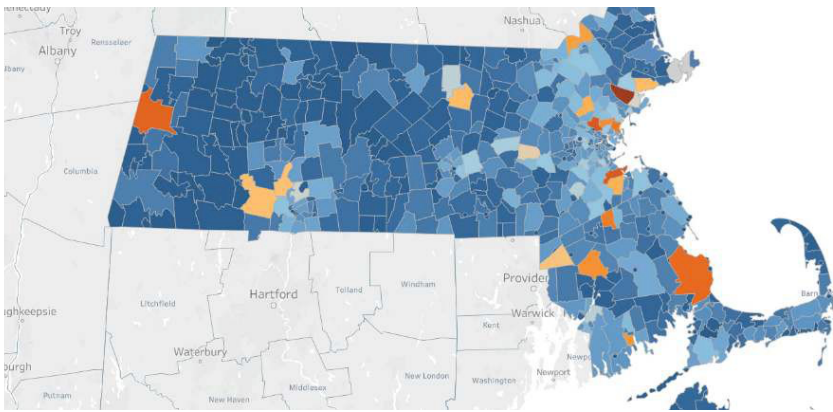 Nashua
Troy
Rensselaer
Albany
Columbia
Litchfield
Hartford
Tolland
Windham
Providen
Barn
Warwick
Kent
Waterbury
Newport
Middlesex
New London
Washington
Putnam
New Haven